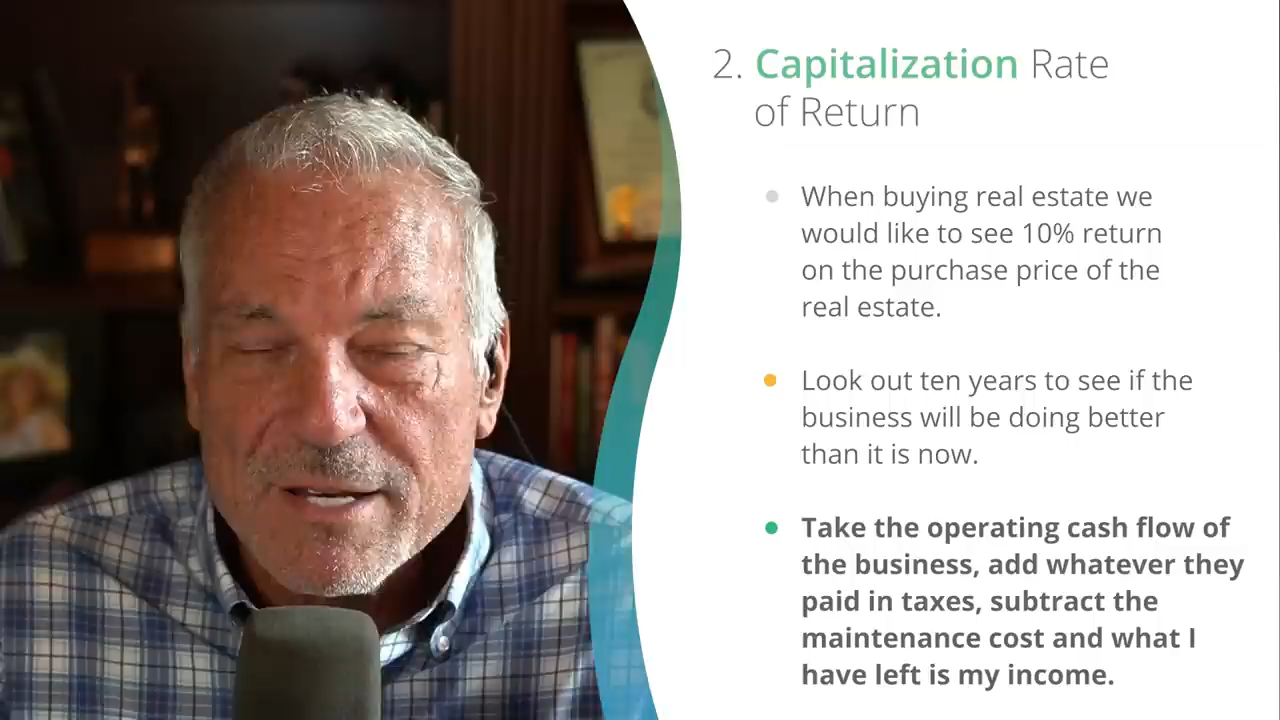 2. Capitalization Rate
of Return
When buying real estate we
would like to see 10% return
on the purchase price of the
real estate.
Look out ten years to see if the
business will be doing better
than it is now.
Take the operating cash flow of
the business, add whatever they
paid in taxes, subtract the
maintenance cost and what I
have left is my income.